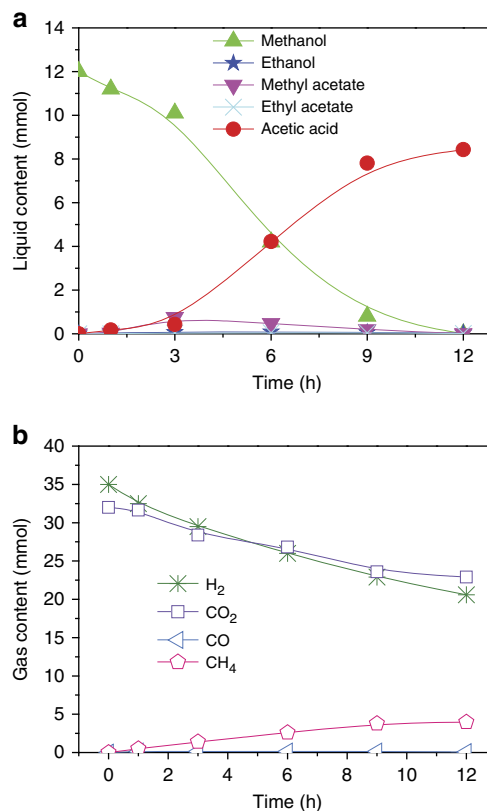 a
Methanol
Ethanol
Methyl acetate
Ethyl acetate
Acetic acid
14
12
10
8
6
4
2
0
Liquid content (mmol)
0 3 6 9 12
Time (h)
b
40
35
30
25
20
15
10
5
0
Gas content (mmol)
H₂
CO₂
CO
CH₄
0 2 4 6 8 10 12
Time (h)